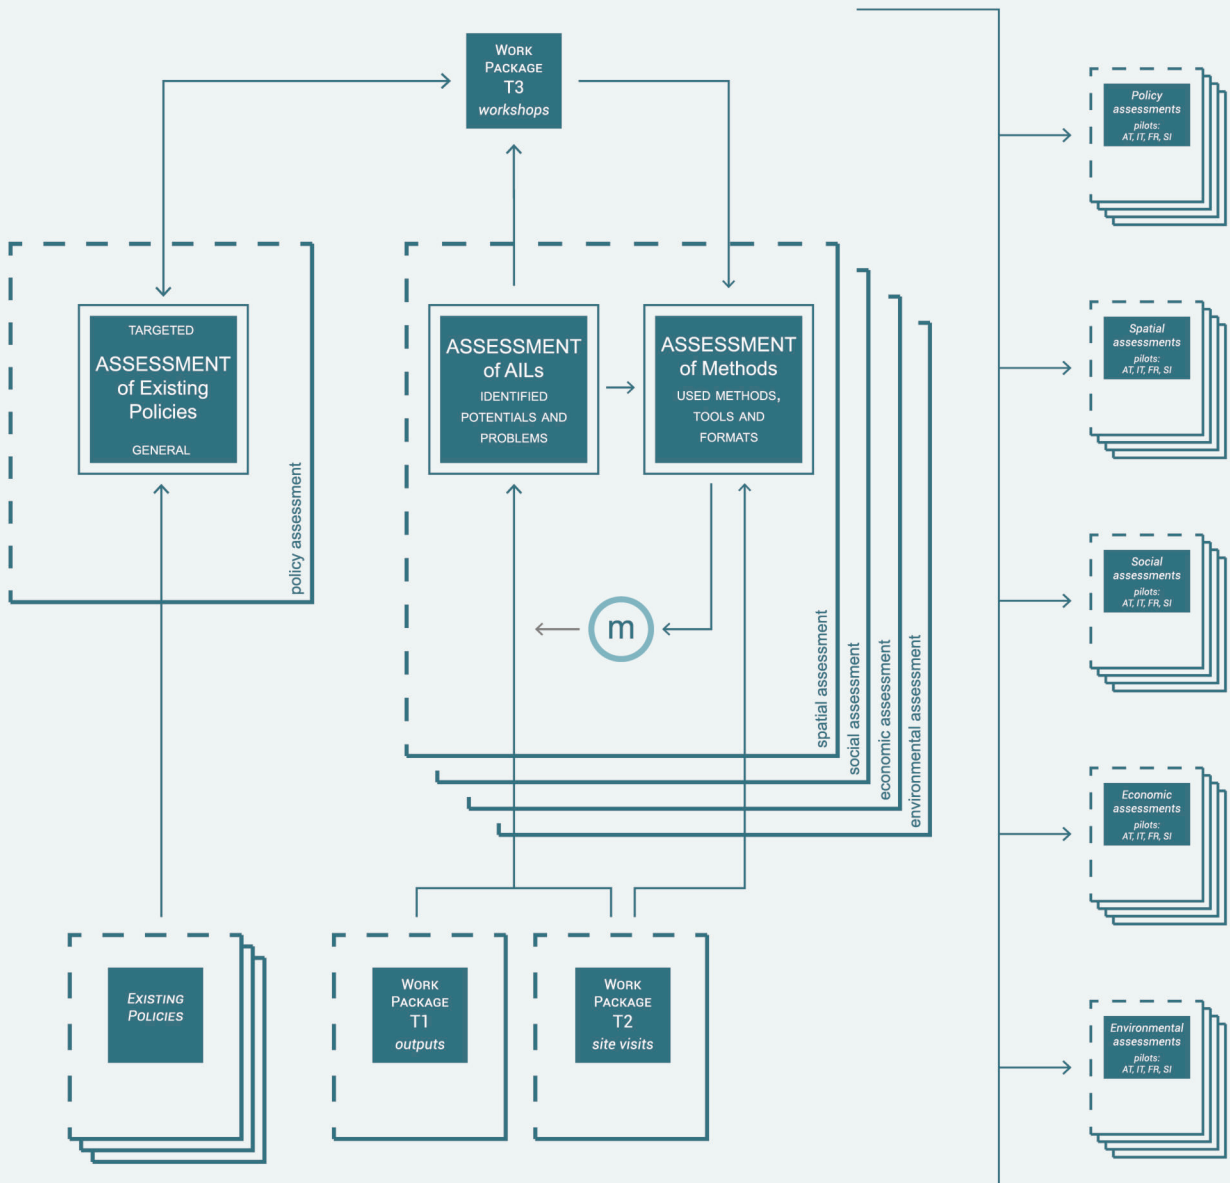 WORK
PACKAGE
T3
workshops
TARGETED
ASSESSMENT
of Existing
Policies
GENERAL
policy assessment
ASSESSMENT
of AILs
IDENTIFIED
POTENTIALS AND
PROBLEMS
ASSESSMENT
of Methods
USED METHODS,
TOOLS AND
FORMATS
m
spatial assessment
social assessment
economic assessment
environmental assessment
EXISTING
POLICIES
WORK
PACKAGE
T1
outputs
WORK
PACKAGE
T2
site visits
Policy
assessments
pilots:
AT, IT, FR, SI
Spatial
assessments
pilots:
AT, IT, FR, SI
Social
assessments
pilots:
AT, IT, FR, SI
Economic
assessments
pilots:
AT, IT, FR, SI
Environmental
assessments
pilots:
AT, IT, FR, SI